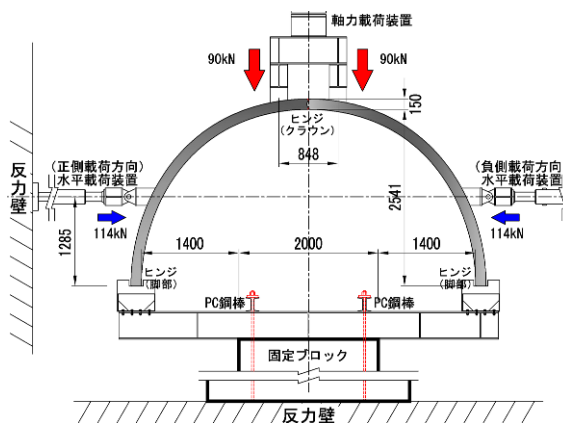 軸力載荷装置
90kN
90kN
150
ヒンジ
(クラウン)
848
反力壁
(正側載荷方向)
水平載荷装置
(負側載荷方向)
水平載荷装置
114kN
114kN
2541
1285
1400
2000
1400
ヒンジ
(脚部)
ヒンジ
(脚部)
PC鋼棒
PC鋼棒
固定ブロック
反力壁